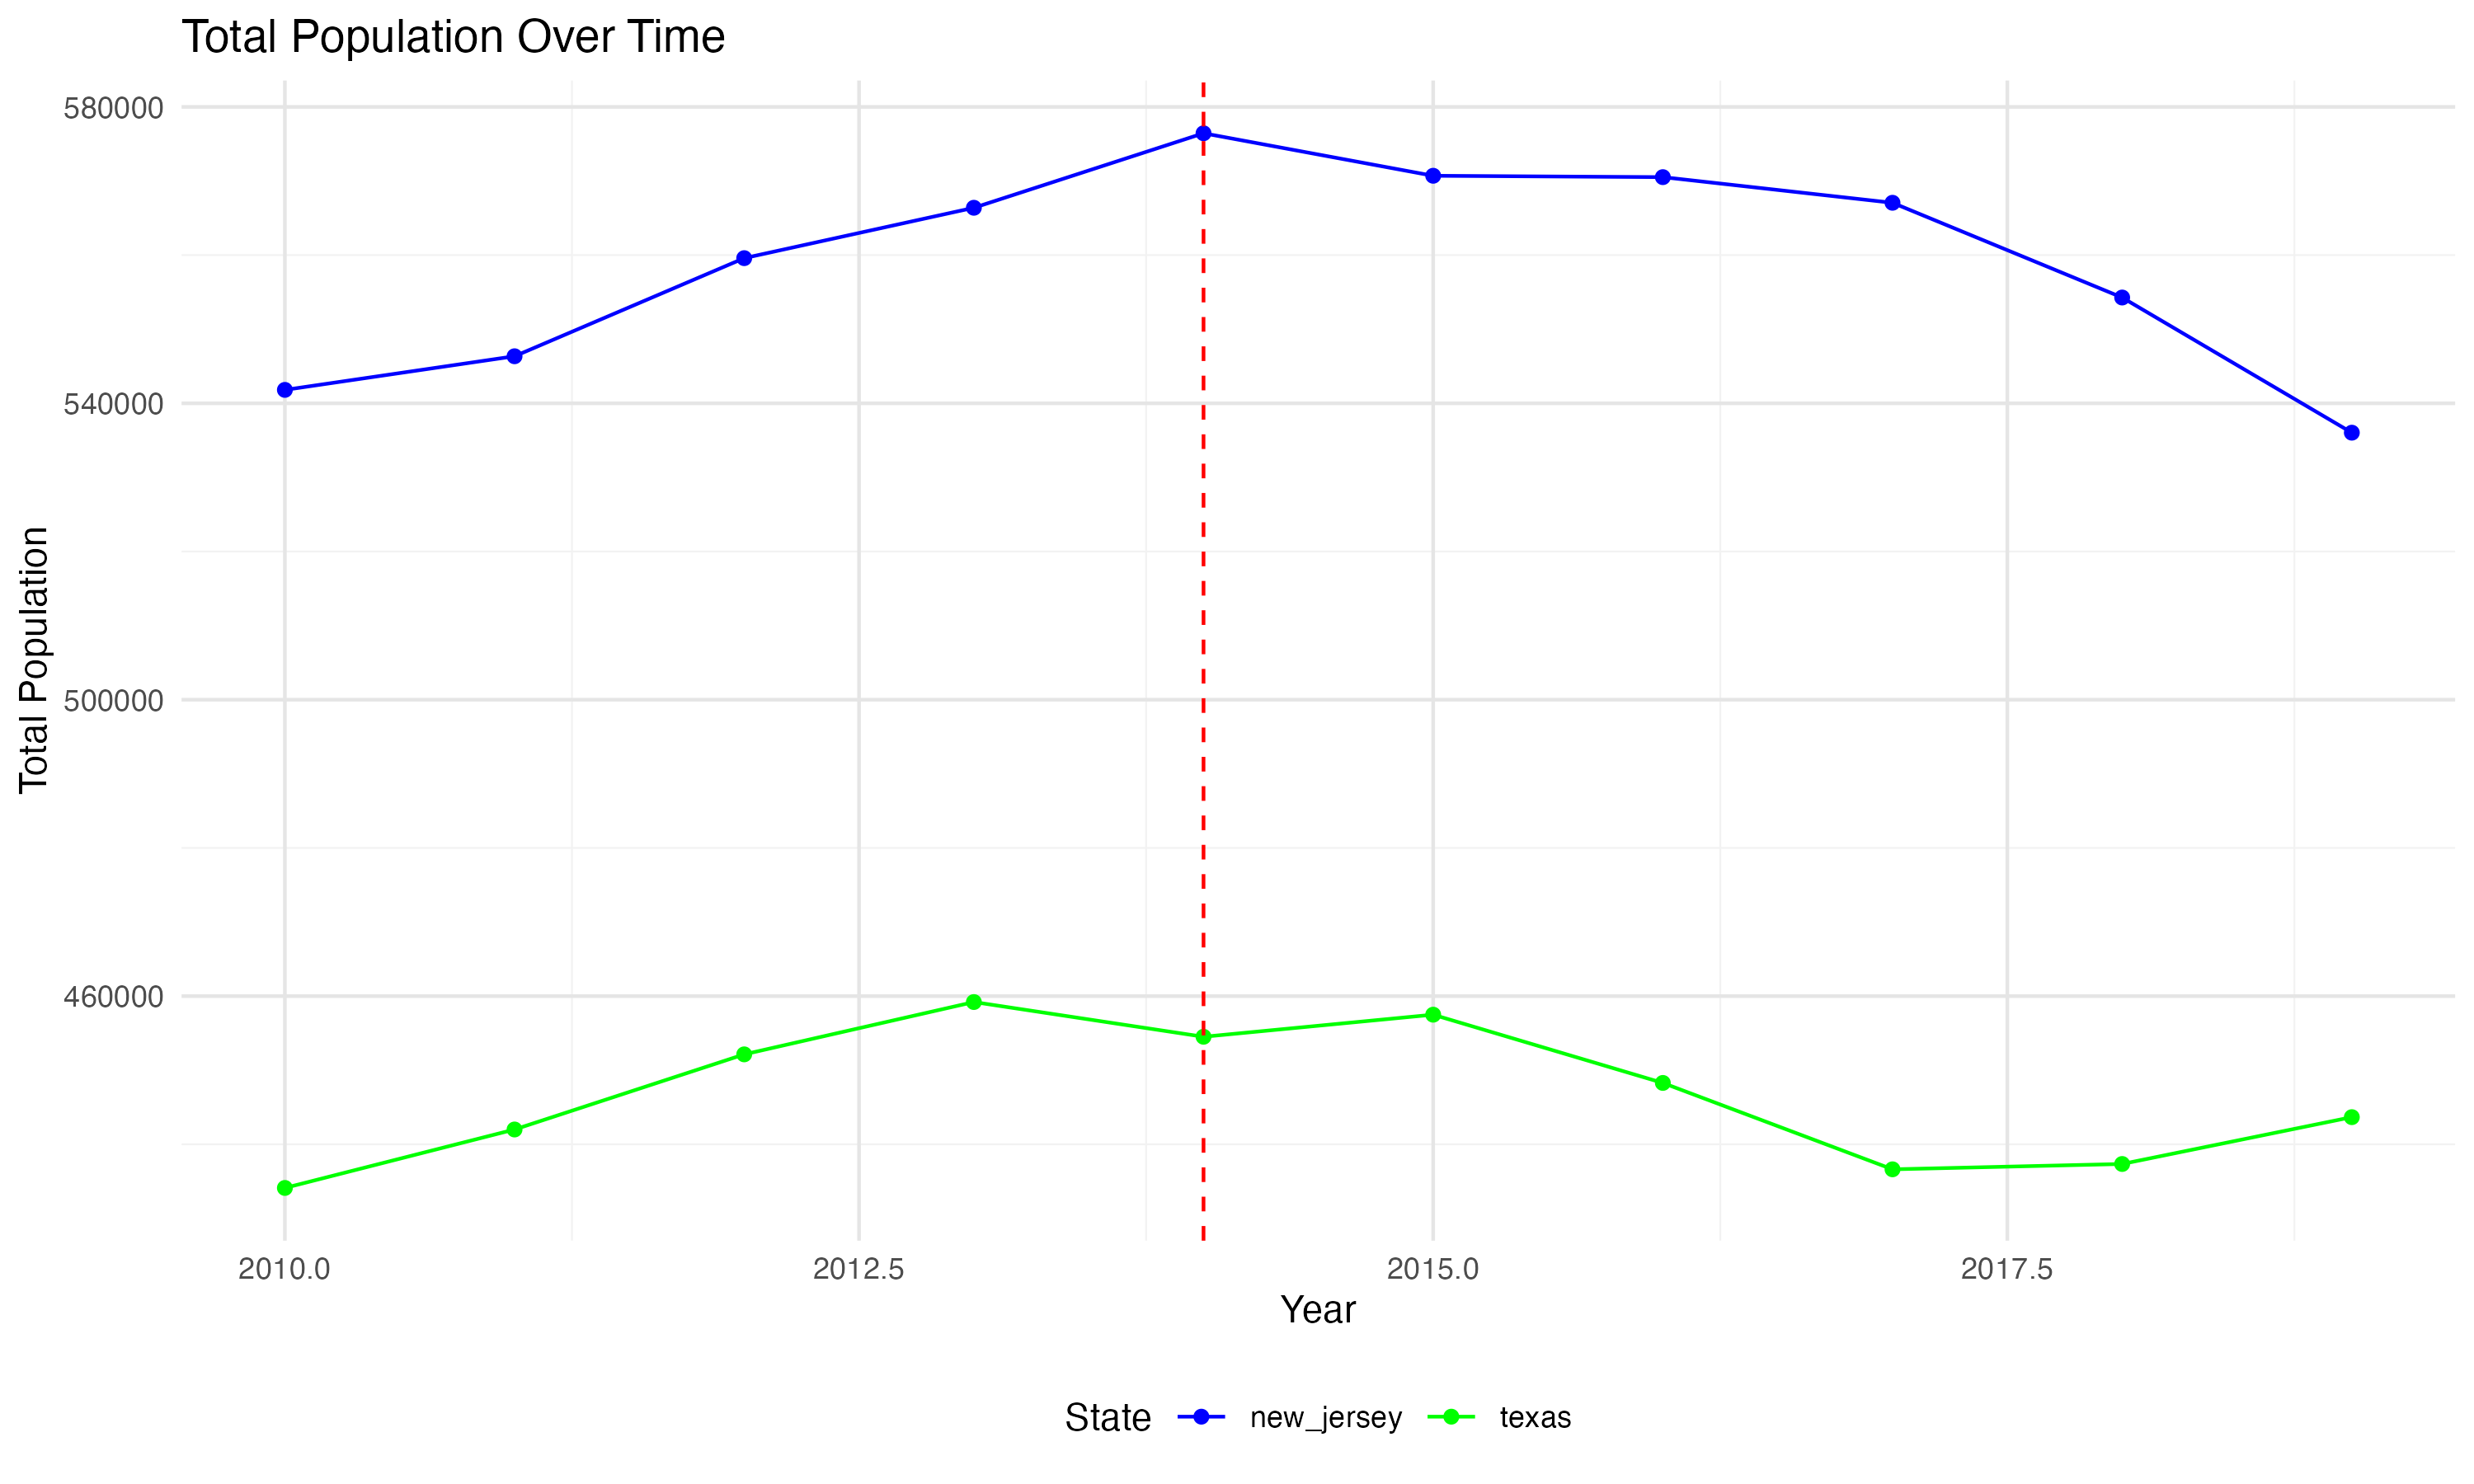 Total Population Over Time
580000
540000
500000
460000
Total Population
2010.0 2012.5 2015.0 2017.5
Year
State new_jersey texas